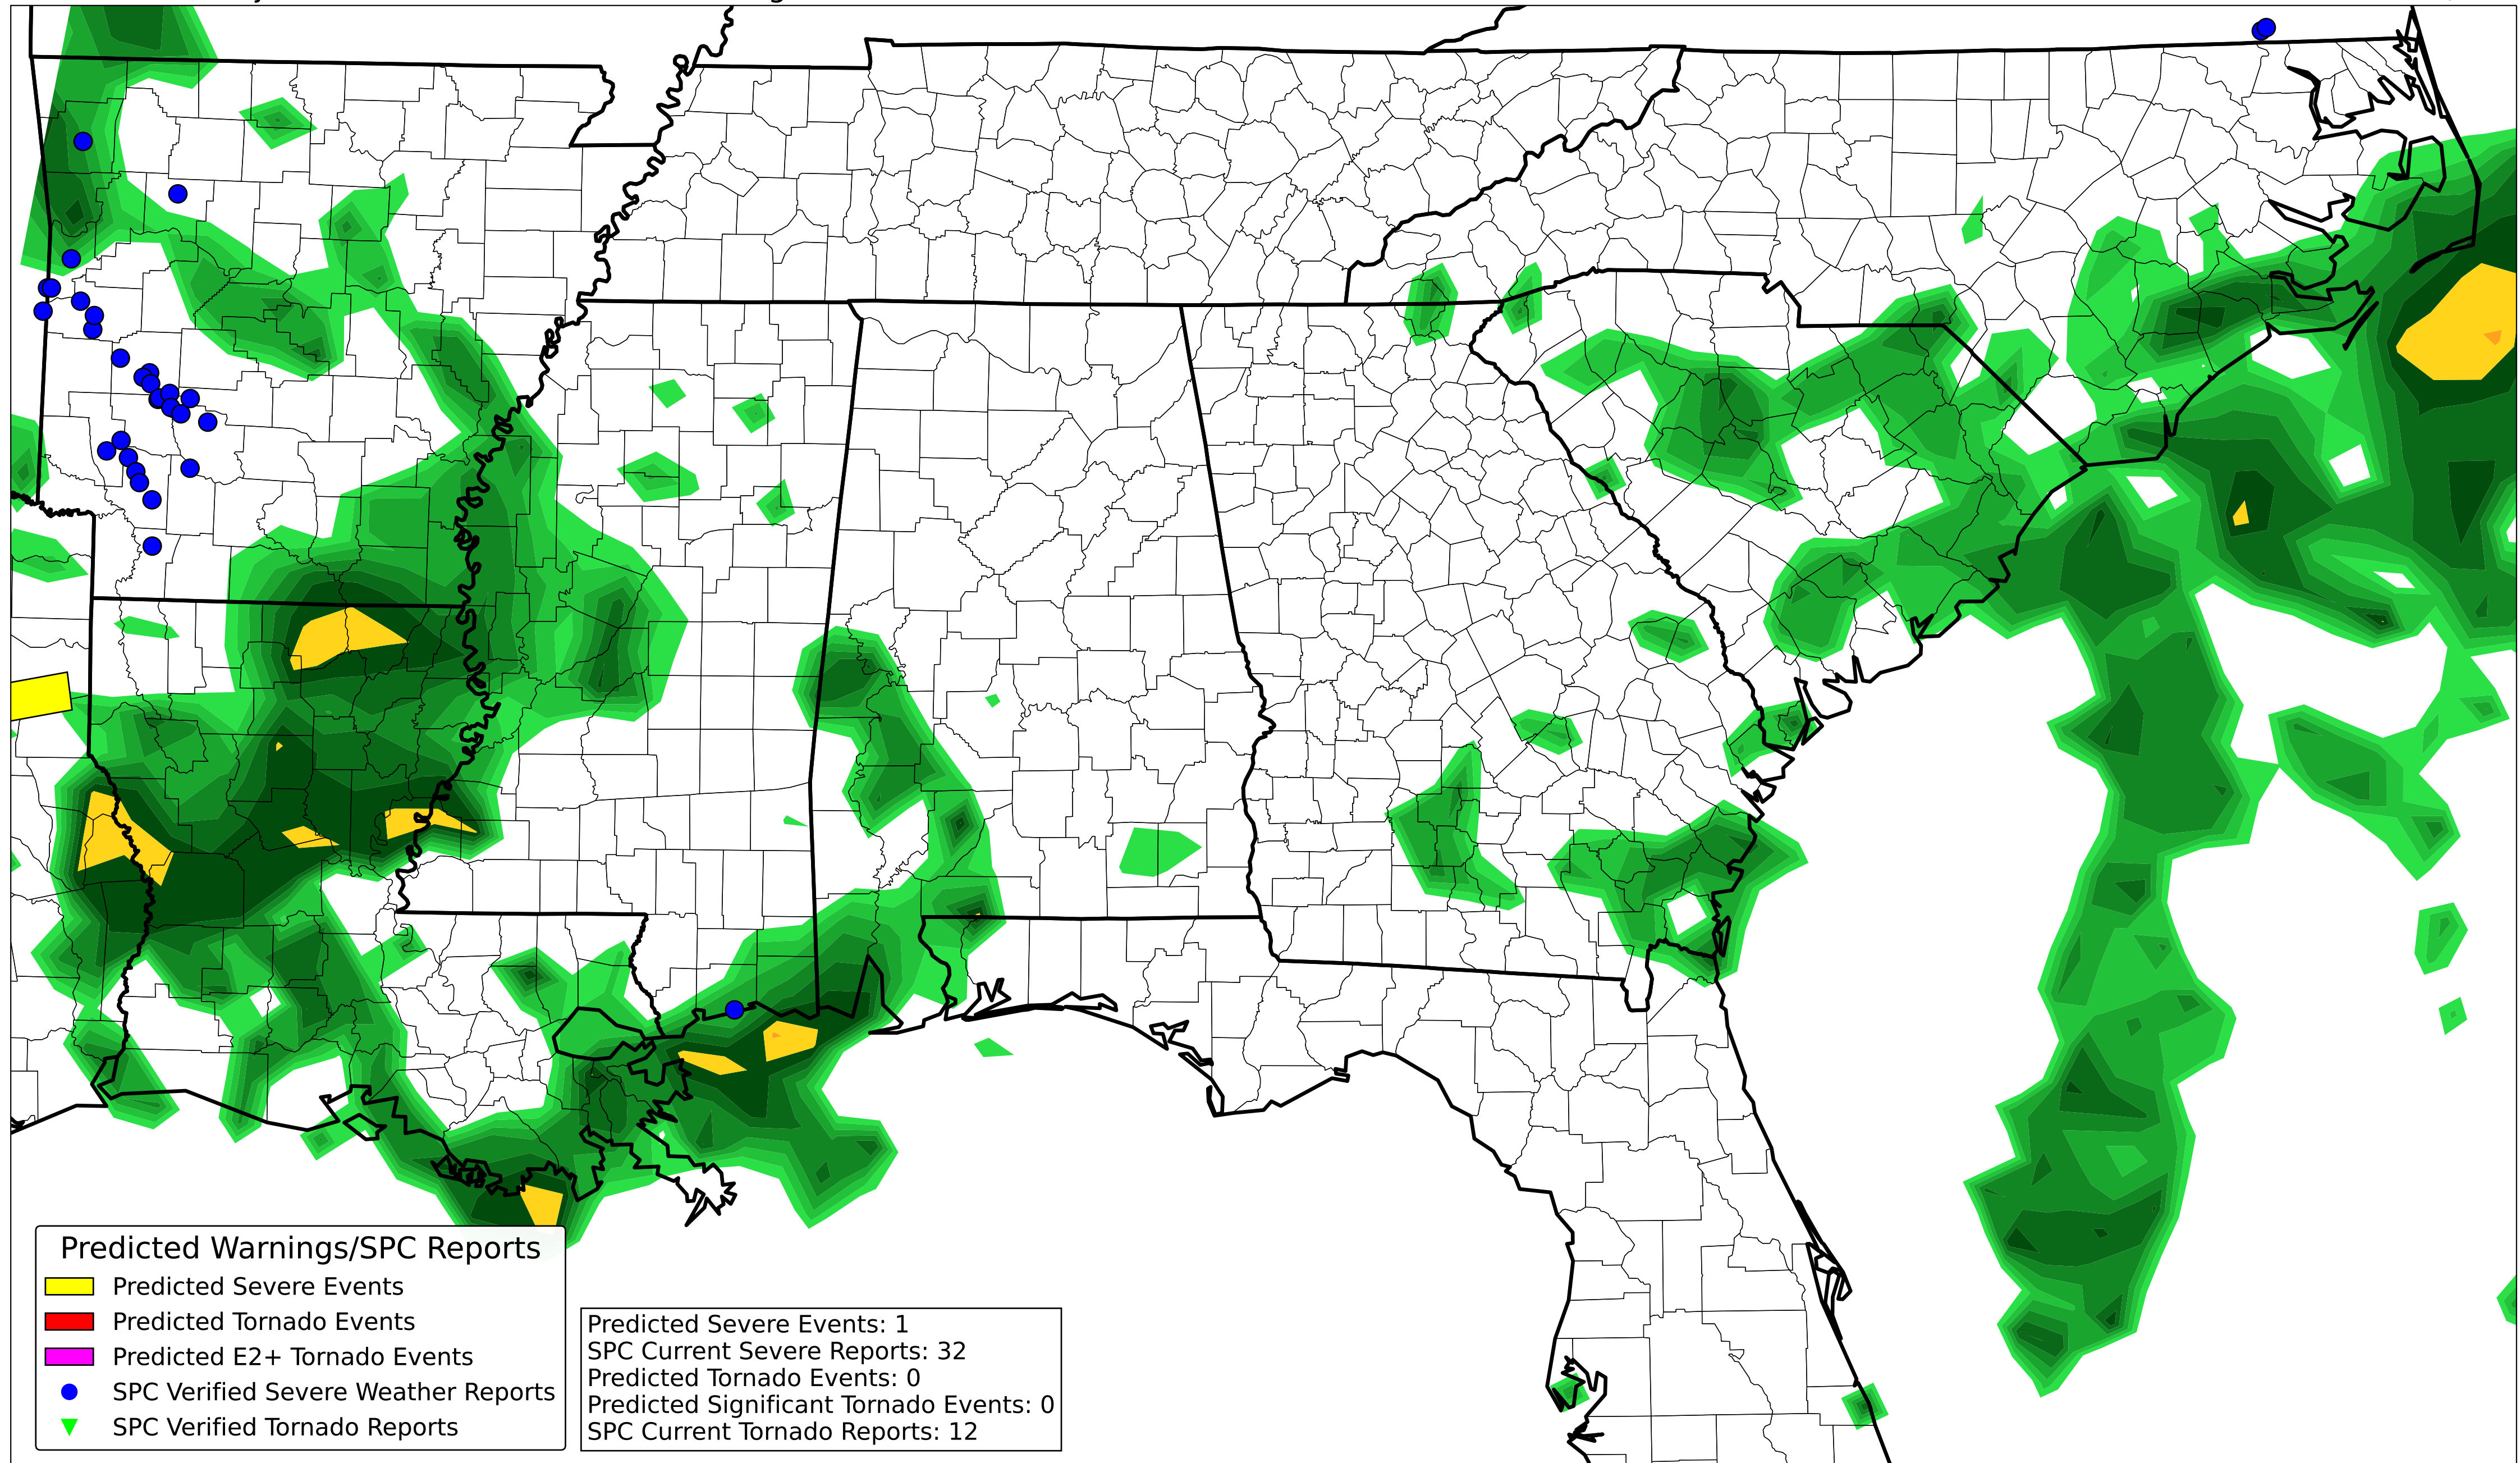 Predicted Warnings/SPC Reports
Predicted Severe Events
Predicted Tornado Events
Predicted E2+ Tornado Events
SPC Verified Severe Weather Reports
SPC Verified Tornado Reports
Predicted Severe Events: 1
SPC Current Severe Reports: 32
Predicted Tornado Events: 0
Predicted Significant Tornado Events: 0
SPC Current Tornado Reports: 12